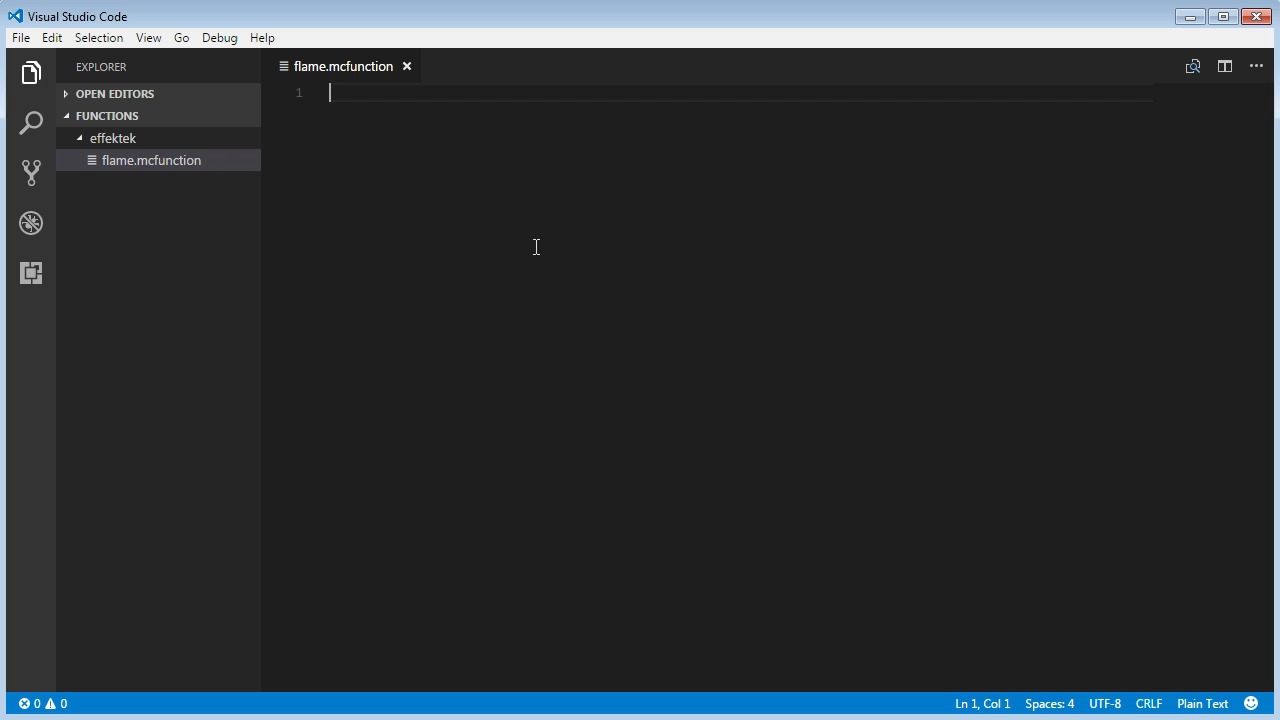 Visual Studio Code
File Edit Selection View Go Debug Help
EXPLORER
OPEN EDITORS
FUNCTIONS
effektek
flame.mcfunction
flame.mcfunction
1
0 0
Ln 1, Col 1 Spaces: 4 UTF-8 CRLF Plain Text